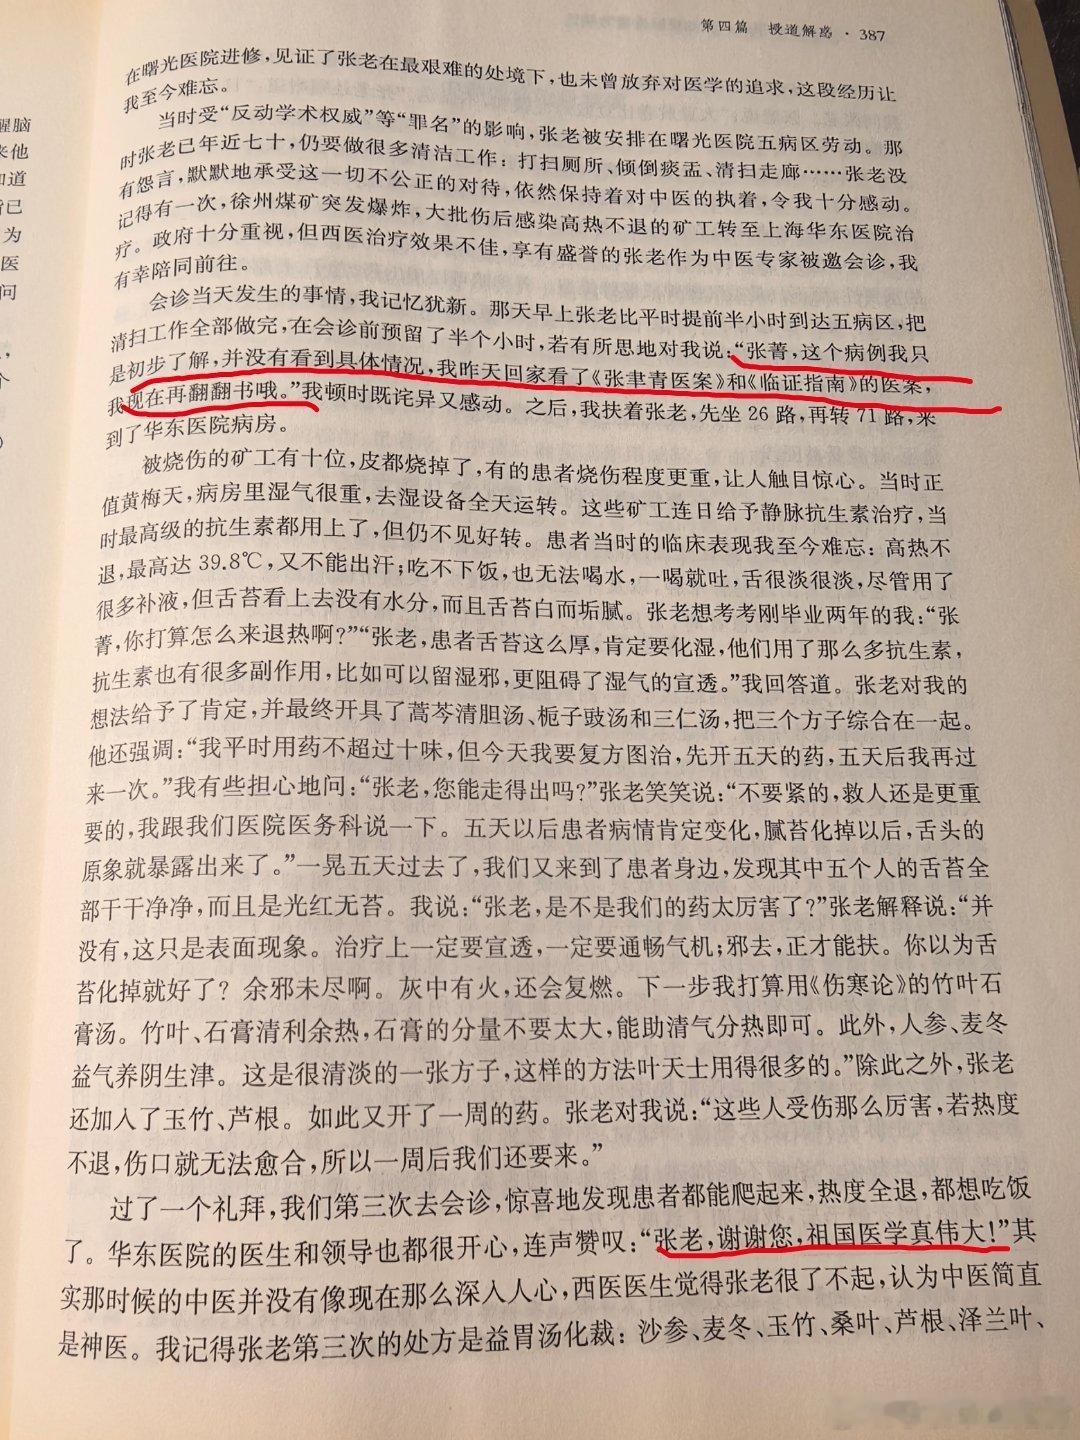 第四篇 授道解惑·387
在曙光医院进修，见证了张老在最艰难的处境下，也未曾放弃对医学的追求，这段经历让
我至今难忘。
当时受“反动学术权威”等“罪名”的影响，张老被安排在曙光医院五病区劳动。那
时张老已年近七十，仍要做很多清洁工作：打扫厕所、倾倒痰盂、清扫走廊……张老没
有怨言，默默地承受这一切不公正的对待，依然保持着对中医的执着，令我十分感动。
记得有一次，徐州煤矿突发爆炸，大批伤后感染高热不退的矿工转至上海华东医院治
疗。政府十分重视，但西医治疗效果不佳，享有盛誉的张老作为中医专家被邀会诊，我
有幸陪同前往。
会诊当天发生的事情，我记忆犹新。那天早上张老比平时提前半小时到达五病区，把
清扫工作全部做完，在会诊前预留了半个小时，若有所思地对我说：“张菁，这个病例我只
是初步了解，并没有看到具体情况，我昨天回家看了《张聿青医案》和《临证指南》的医案，
我现在再翻翻书哦。”我顿时既诧异又感动。之后，我扶着张老，先坐26路，再转71路，来
到了华东医院病房。
被烧伤的矿工有十位，皮都烧掉了，有的患者烧伤程度更重，让人触目惊心。当时正
值黄梅天，病房里湿气很重，去湿设备全天运转。这些矿工连日给予静脉抗生素治疗，当
时最高级的抗生素都用上了，但仍不见好转。患者当时的临床表现我至今难忘：高热不
退，最高达39.8℃，又不能出汗；吃不下饭，也无法喝水，一喝就吐，舌很淡很淡，尽管用了
很多补液，但舌苔看上去没有水分，而且舌苔白而垢腻。张老想考考刚毕业两年的我：“张
菁，你打算怎么来退热啊？”“张老，患者舌苔这么厚，肯定要化湿，他们用了那么多抗生素，
抗生素也有很多副作用，比如可以留湿邪，更阻碍了湿气的宣透。”我回答道。张老对我的
想法给予了肯定，并最终开具了蒿芩清胆汤、栀子豉汤和三仁汤，把三个方子综合在一起。
他还强调：“我平时用药不超过十味，但今天我要复方图治，先开五天的药，五天后我再过
来一次。”我有些担心地问：“张老，您能走得出吗？”张老笑笑说：“不要紧的，救人还是更重
要的，我跟我们医院医务科说一下。五天以后患者病情肯定变化，腻苔化掉以后，舌头的
原象就暴露出来了。”一晃五天过去了，我们又来到了患者身边，发现其中五个人的舌苔全
部干干净净，而且是光红无苔。我说：“张老，是不是我们的药太厉害了？”张老解释说：“并
没有，这只是表面现象。治疗上一定要宣透，一定要通畅气机；邪去，正才能扶。你以为舌
苔化掉就好了？余邪未尽啊。灰中有火，还会复燃。下一步我打算用《伤寒论》的竹叶石
膏汤。竹叶、石膏清利余热，石膏的分量不要太大，能助清气分热即可。此外，人参、麦冬
益气养阴生津。这是很清淡的一张方子，这样的方法叶天士用得很多的。”除此之外，张老
还加入了玉竹、芦根。如此又开了一周的药。张老对我说：“这些人受伤那么厉害，若热度
不退，伤口就无法愈合，所以一周后我们还要来。”
过了一个礼拜，我们第三次去会诊，惊喜地发现患者都能爬起来，热度全退，都想吃饭
了。华东医院的医生和领导也都很开心，连声赞叹：“张老，谢谢您，祖国医学真伟大！”其
实那时候的中医并没有像现在那么深入人心，西医医生觉得张老很了不起，认为中医简直
是神医。我记得张老第三次的处方是益胃汤化裁：沙参、麦冬、玉竹、桑叶、芦根、泽兰叶、
醒脑
来他
知道
皆已
为
医
问